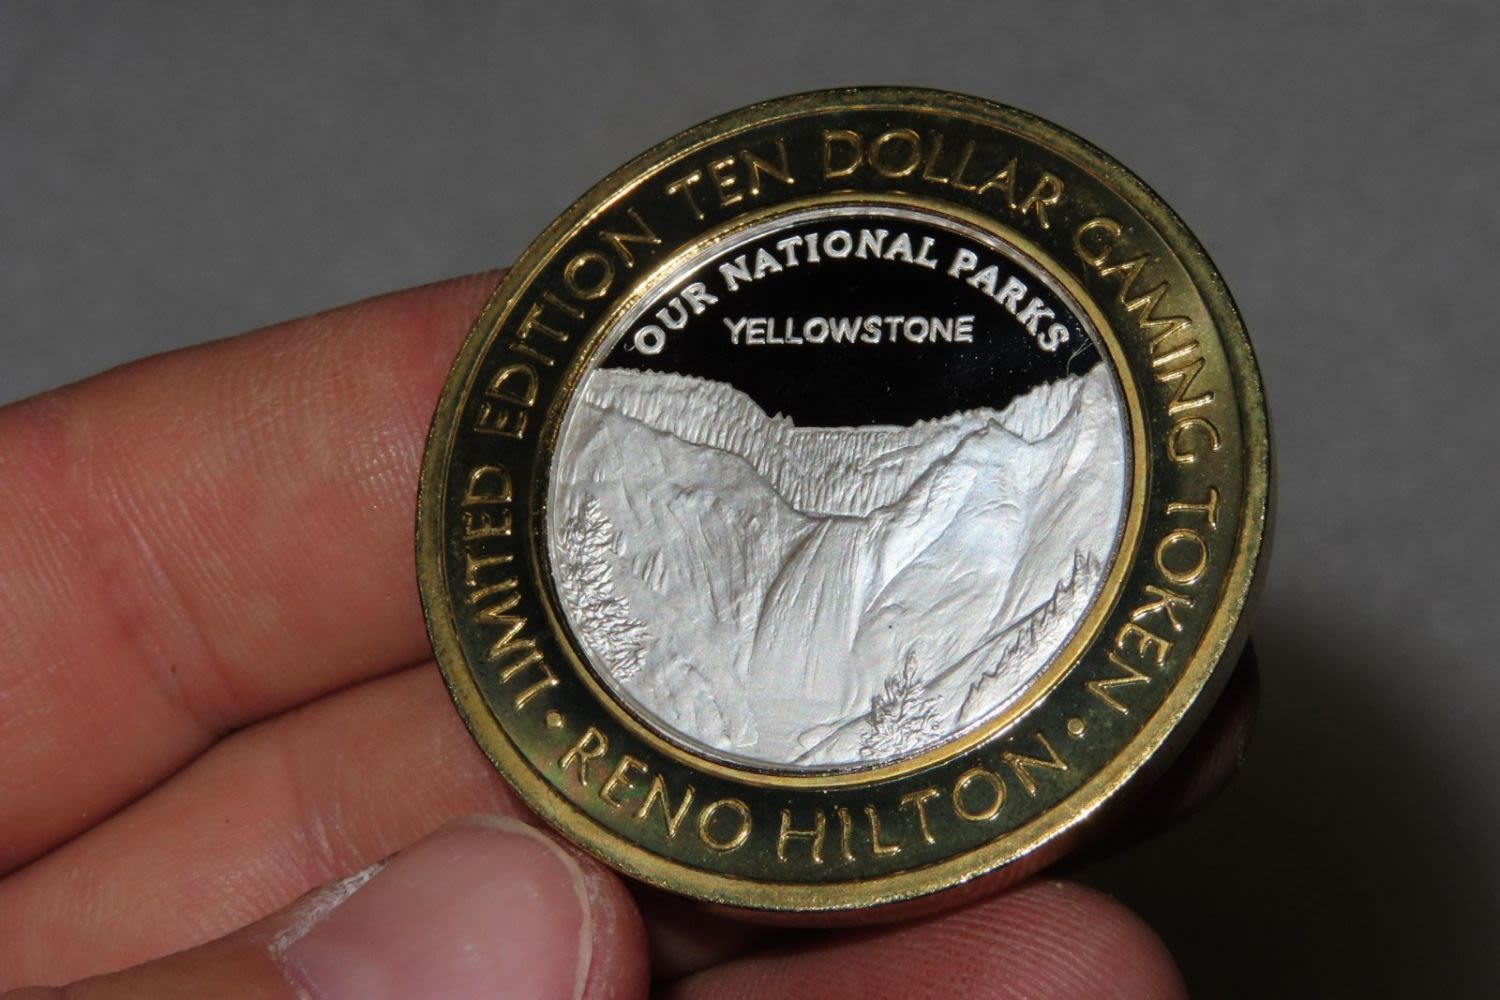 LIMITED EDITION TEN DOLLAR GAMING TOKEN
• RENO HILTON •
OUR NATIONAL PARKS
YELLOWSTONE